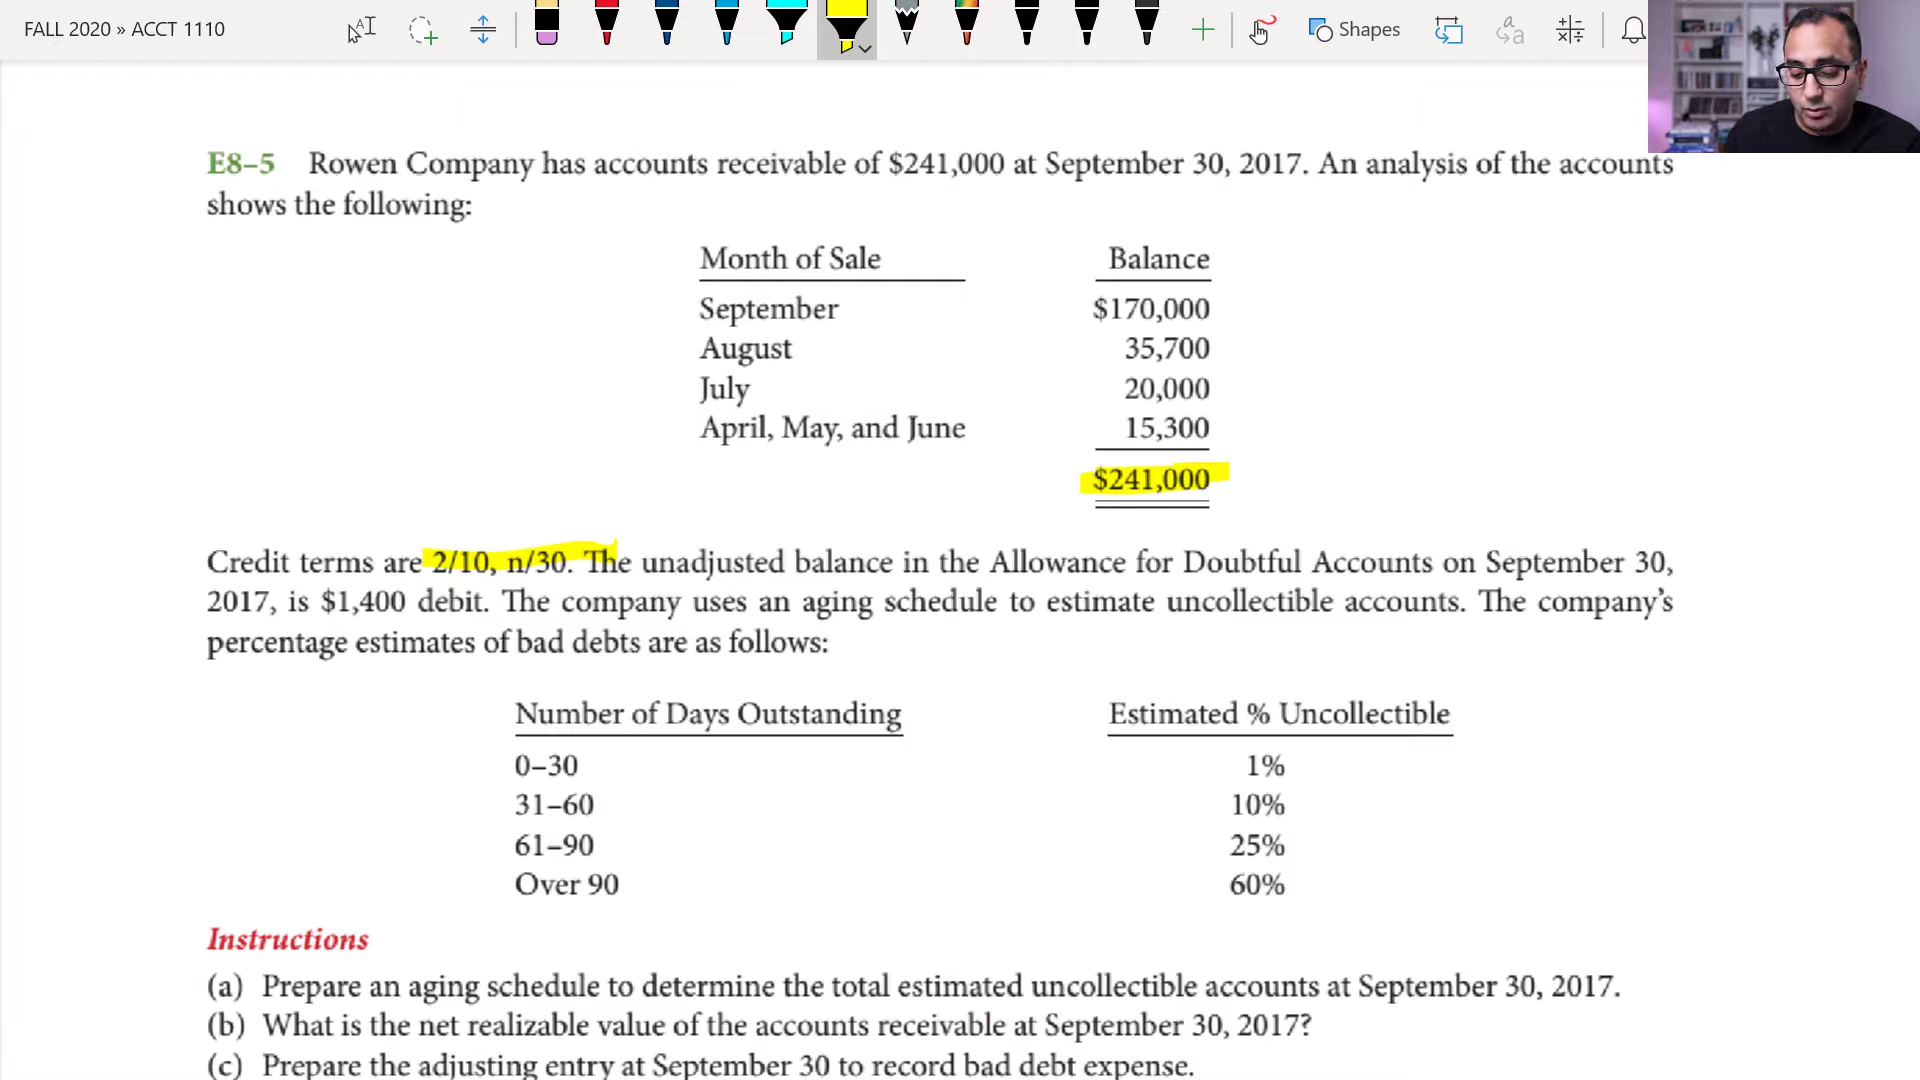 FALL 2020 » ACCT 1110
Shapes
E8–5 Rowen Company has accounts receivable of $241,000 at September 30, 2017. An analysis of the accounts
shows the following:
Month of Sale Balance
September $170,000
August 35,700
July 20,000
April, May, and June 15,300
$241,000
Credit terms are 2/10, n/30. The unadjusted balance in the Allowance for Doubtful Accounts on September 30,
2017, is $1,400 debit. The company uses an aging schedule to estimate uncollectible accounts. The company’s
percentage estimates of bad debts are as follows:
Number of Days Outstanding Estimated % Uncollectible
0–30 1%
31–60 10%
61–90 25%
Over 90 60%
Instructions
(a) Prepare an aging schedule to determine the total estimated uncollectible accounts at September 30, 2017.
(b) What is the net realizable value of the accounts receivable at September 30, 2017?
(c) Prepare the adjusting entry at September 30 to record bad debt expense.